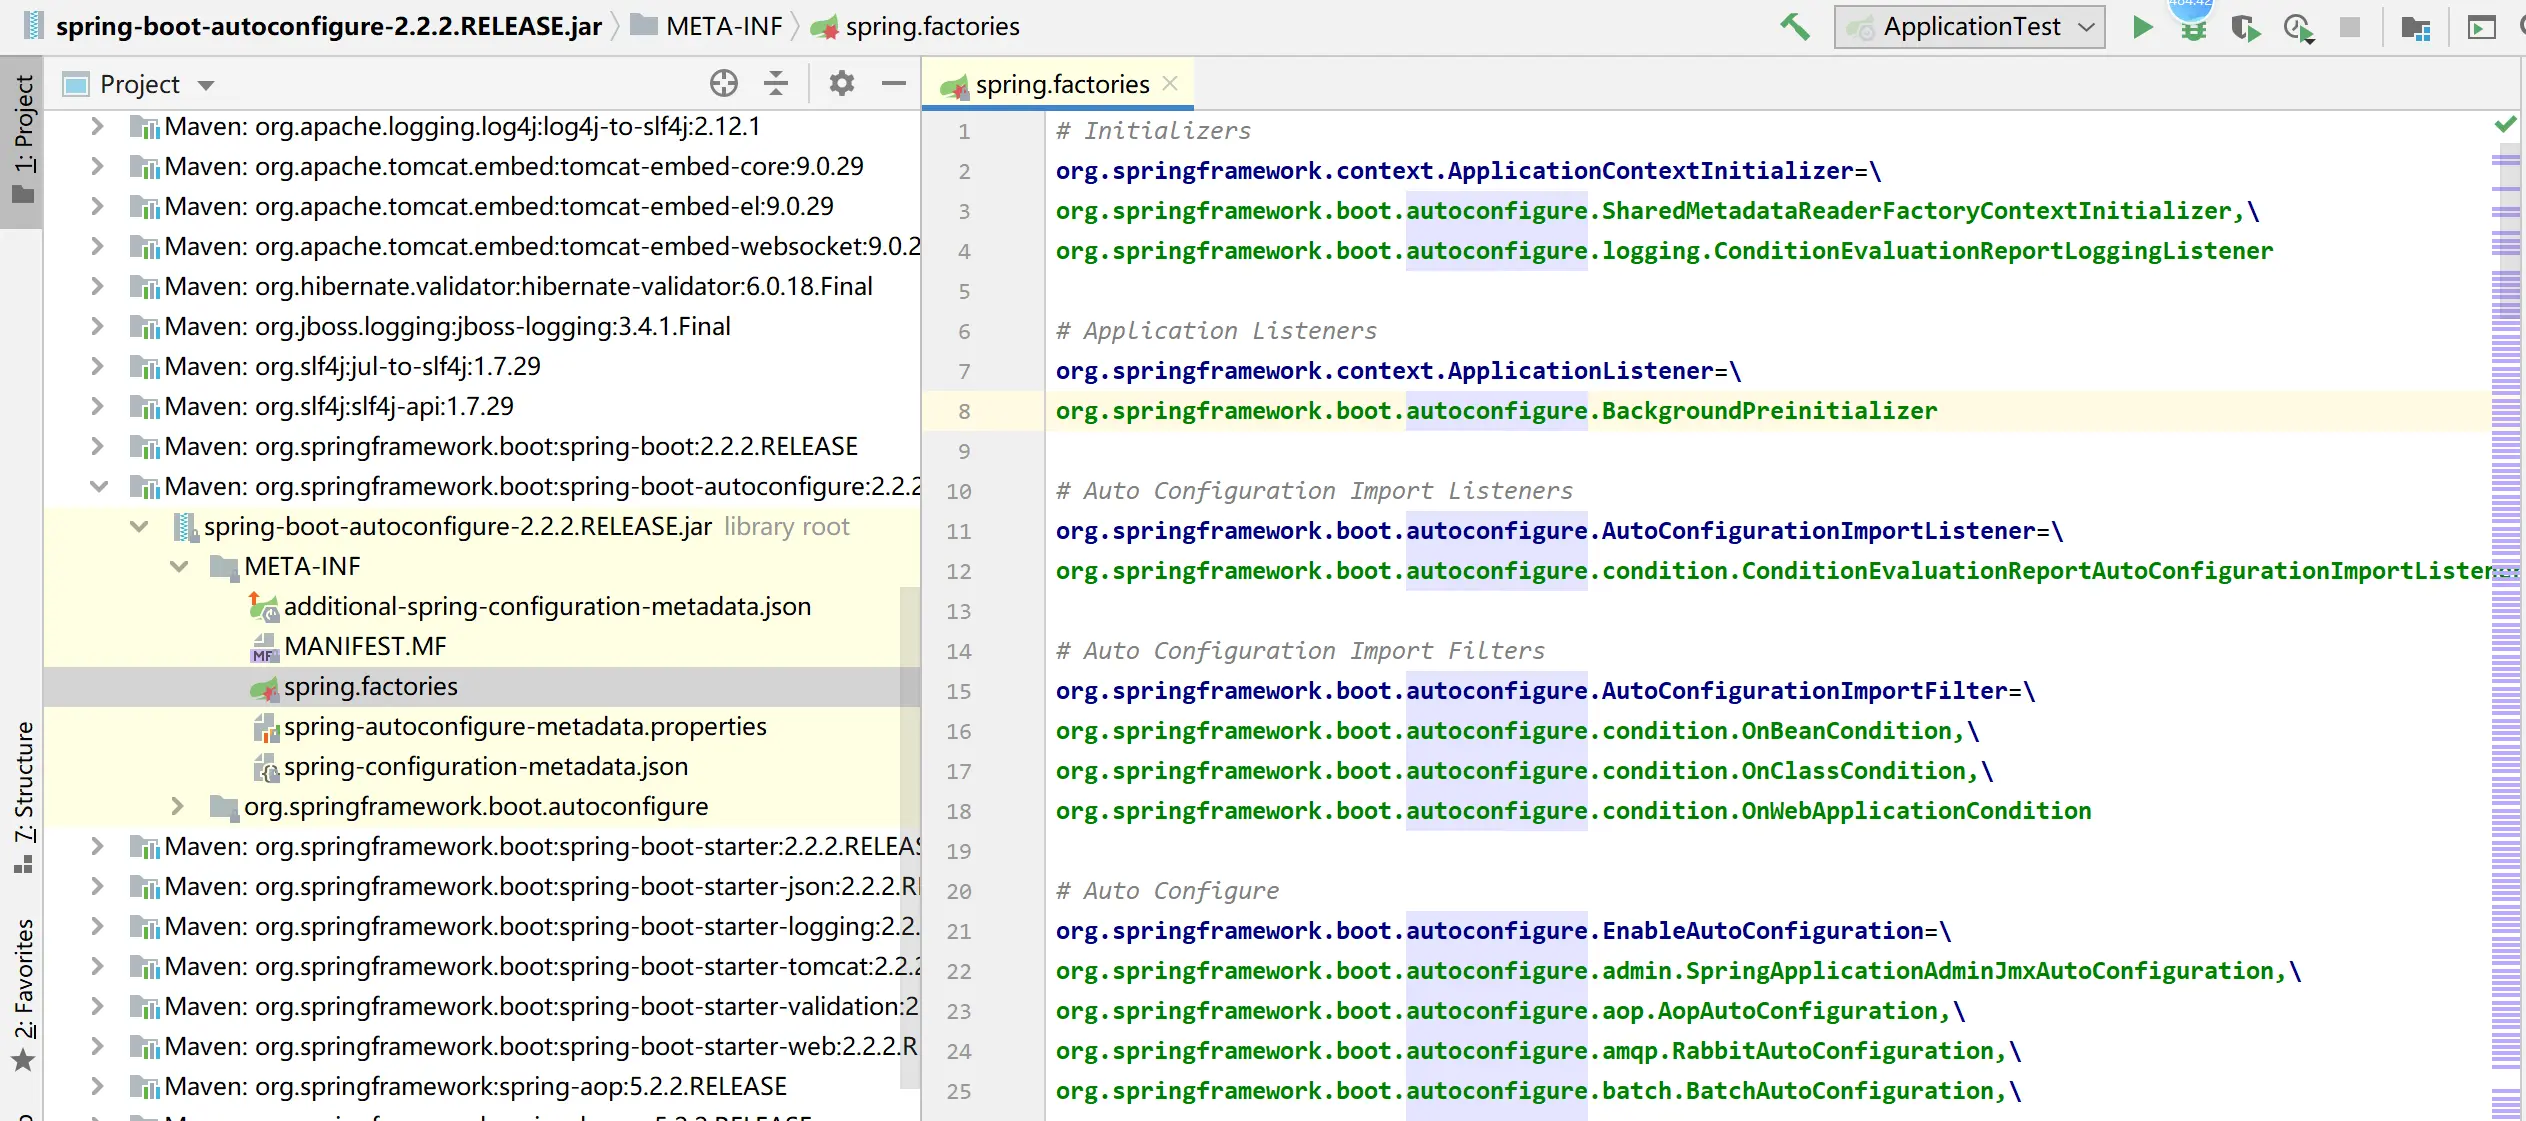 spring-boot-autoconfigure-2.2.2.RELEASE.jar META-INF spring.factories ApplicationTest 464.42
1: Project
Project
Maven: org.apache.logging.log4j:log4j-to-slf4j:2.12.1
Maven: org.apache.tomcat.embed:tomcat-embed-core:9.0.29
Maven: org.apache.tomcat.embed:tomcat-embed-el:9.0.29
Maven: org.apache.tomcat.embed:tomcat-embed-websocket:9.0.2
Maven: org.hibernate.validator:hibernate-validator:6.0.18.Final
Maven: org.jboss.logging:jboss-logging:3.4.1.Final
Maven: org.slf4j:jul-to-slf4j:1.7.29
Maven: org.slf4j:slf4j-api:1.7.29
Maven: org.springframework.boot:spring-boot:2.2.2.RELEASE
Maven: org.springframework.boot:spring-boot-autoconfigure:2.2.2
spring-boot-autoconfigure-2.2.2.RELEASE.jar library root
META-INF
additional-spring-configuration-metadata.json
MF MANIFEST.MF
spring.factories
spring-autoconfigure-metadata.properties
spring-configuration-metadata.json
org.springframework.boot.autoconfigure
Maven: org.springframework.boot:spring-boot-starter:2.2.2.RELEAS
Maven: org.springframework.boot:spring-boot-starter-json:2.2.2.RE
Maven: org.springframework.boot:spring-boot-starter-logging:2.2.
Maven: org.springframework.boot:spring-boot-starter-tomcat:2.2.2
Maven: org.springframework.boot:spring-boot-starter-validation:2
Maven: org.springframework.boot:spring-boot-starter-web:2.2.2.R
Maven: org.springframework:spring-aop:5.2.2.RELEASE
7: Structure
2: Favorites
spring.factories
1 # Initializers
2 org.springframework.context.ApplicationContextInitializer=\
3 org.springframework.boot.autoconfigure.SharedMetadataReaderFactoryContextInitializer,\
4 org.springframework.boot.autoconfigure.logging.ConditionEvaluationReportLoggingListener
5
6 # Application Listeners
7 org.springframework.context.ApplicationListener=\
8 org.springframework.boot.autoconfigure.BackgroundPreinitializer
9
10 # Auto Configuration Import Listeners
11 org.springframework.boot.autoconfigure.AutoConfigurationImportListener=\
12 org.springframework.boot.autoconfigure.condition.ConditionEvaluationReportAutoConfigurationImportListener
13
14 # Auto Configuration Import Filters
15 org.springframework.boot.autoconfigure.AutoConfigurationImportFilter=\
16 org.springframework.boot.autoconfigure.condition.OnBeanCondition,\
17 org.springframework.boot.autoconfigure.condition.OnClassCondition,\
18 org.springframework.boot.autoconfigure.condition.OnWebApplicationCondition
19
20 # Auto Configure
21 org.springframework.boot.autoconfigure.EnableAutoConfiguration=\
22 org.springframework.boot.autoconfigure.admin.SpringApplicationAdminJmxAutoConfiguration,\
23 org.springframework.boot.autoconfigure.aop.AopAutoConfiguration,\
24 org.springframework.boot.autoconfigure.amqp.RabbitAutoConfiguration,\
25 org.springframework.boot.autoconfigure.batch.BatchAutoConfiguration,\